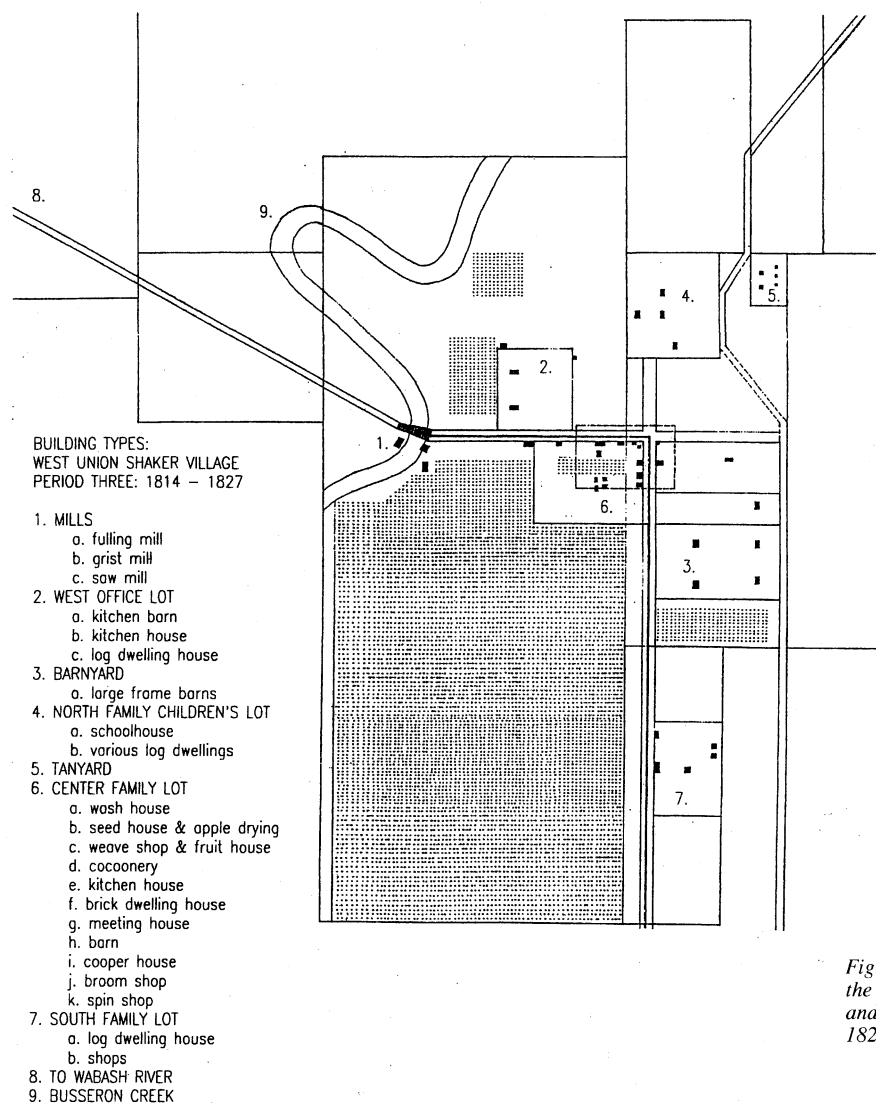 8.
9.
4.
5.
2.
1.
6.
3.
7.
BUILDING TYPES:
WEST UNION SHAKER VILLAGE
PERIOD THREE: 1814 – 1827
1. MILLS
a. fulling mill
b. grist mill
c. saw mill
2. WEST OFFICE LOT
a. kitchen barn
b. kitchen house
c. log dwelling house
3. BARNYARD
a. large frame barns
4. NORTH FAMILY CHILDREN'S LOT
a. schoolhouse
b. various log dwellings
5. TANYARD
6. CENTER FAMILY LOT
a. wash house
b. seed house & apple drying
c. weave shop & fruit house
d. cocoonery
e. kitchen house
f. brick dwelling house
g. meeting house
h. barn
i. cooper house
j. broom shop
k. spin shop
7. SOUTH FAMILY LOT
a. log dwelling house
b. shops
8. TO WABASH RIVER
9. BUSSERON CREEK
Fig
the
and
182